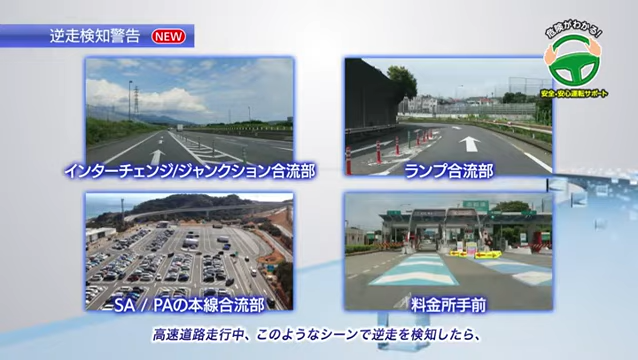 逆走検知警告 NEW
危険がわかる!
安全・安心運転サポート
インターチェンジ/ジャンクション合流部
ランプ合流部
SA / PAの本線合流部
料金所手前
高速道路走行中、このようなシーンで逆走を検知したら、